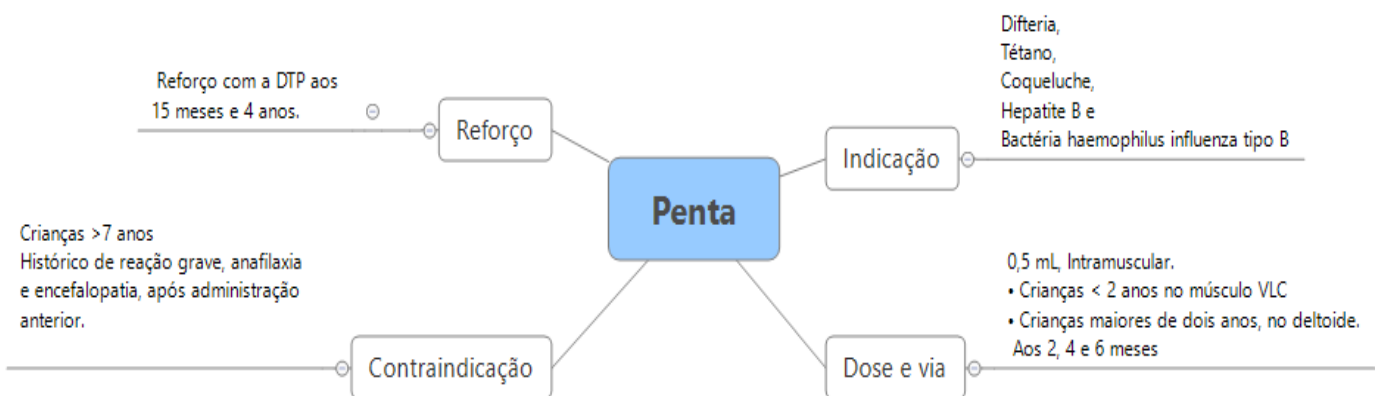 Penta
Reforço
Reforço com a DTP aos
15 meses e 4 anos.
Indicação
Difteria,
Tétano,
Coqueluche,
Hepatite B e
Bactéria haemophilus influenza tipo B
Contraindicação
Crianças >7 anos
Histórico de reação grave, anafilaxia
e encefalopatia, após administração
anterior.
Dose e via
0,5 mL, Intramuscular.
• Crianças < 2 anos no músculo VLC
• Crianças maiores de dois anos, no deltoide.
Aos 2, 4 e 6 meses